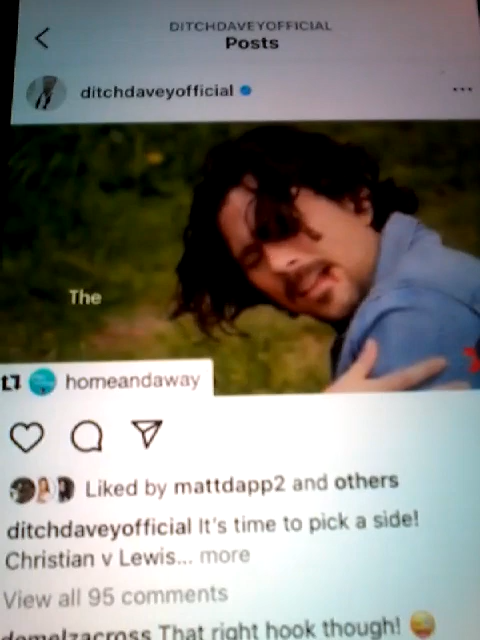 DITCHDAVEYOFFICIAL
Posts
ditchdaveyofficial
The
homeandaway
Liked by mattdapp2 and others
ditchdaveyofficial It's time to pick a side!
Christian v Lewis... more
View all 95 comments
demelzacross That right hook though! 😄